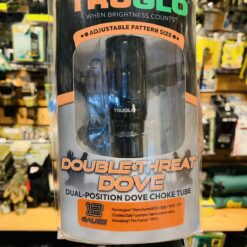 TRUGLO
WHEN BRIGHTNESS COUNTS
ADJUSTABLE PATTERN SIZE
TRUGLO
DOUBLE-THREAT
DOVE
DUAL-POSITION DOVE CHOKE TUBE
12
GAUGE